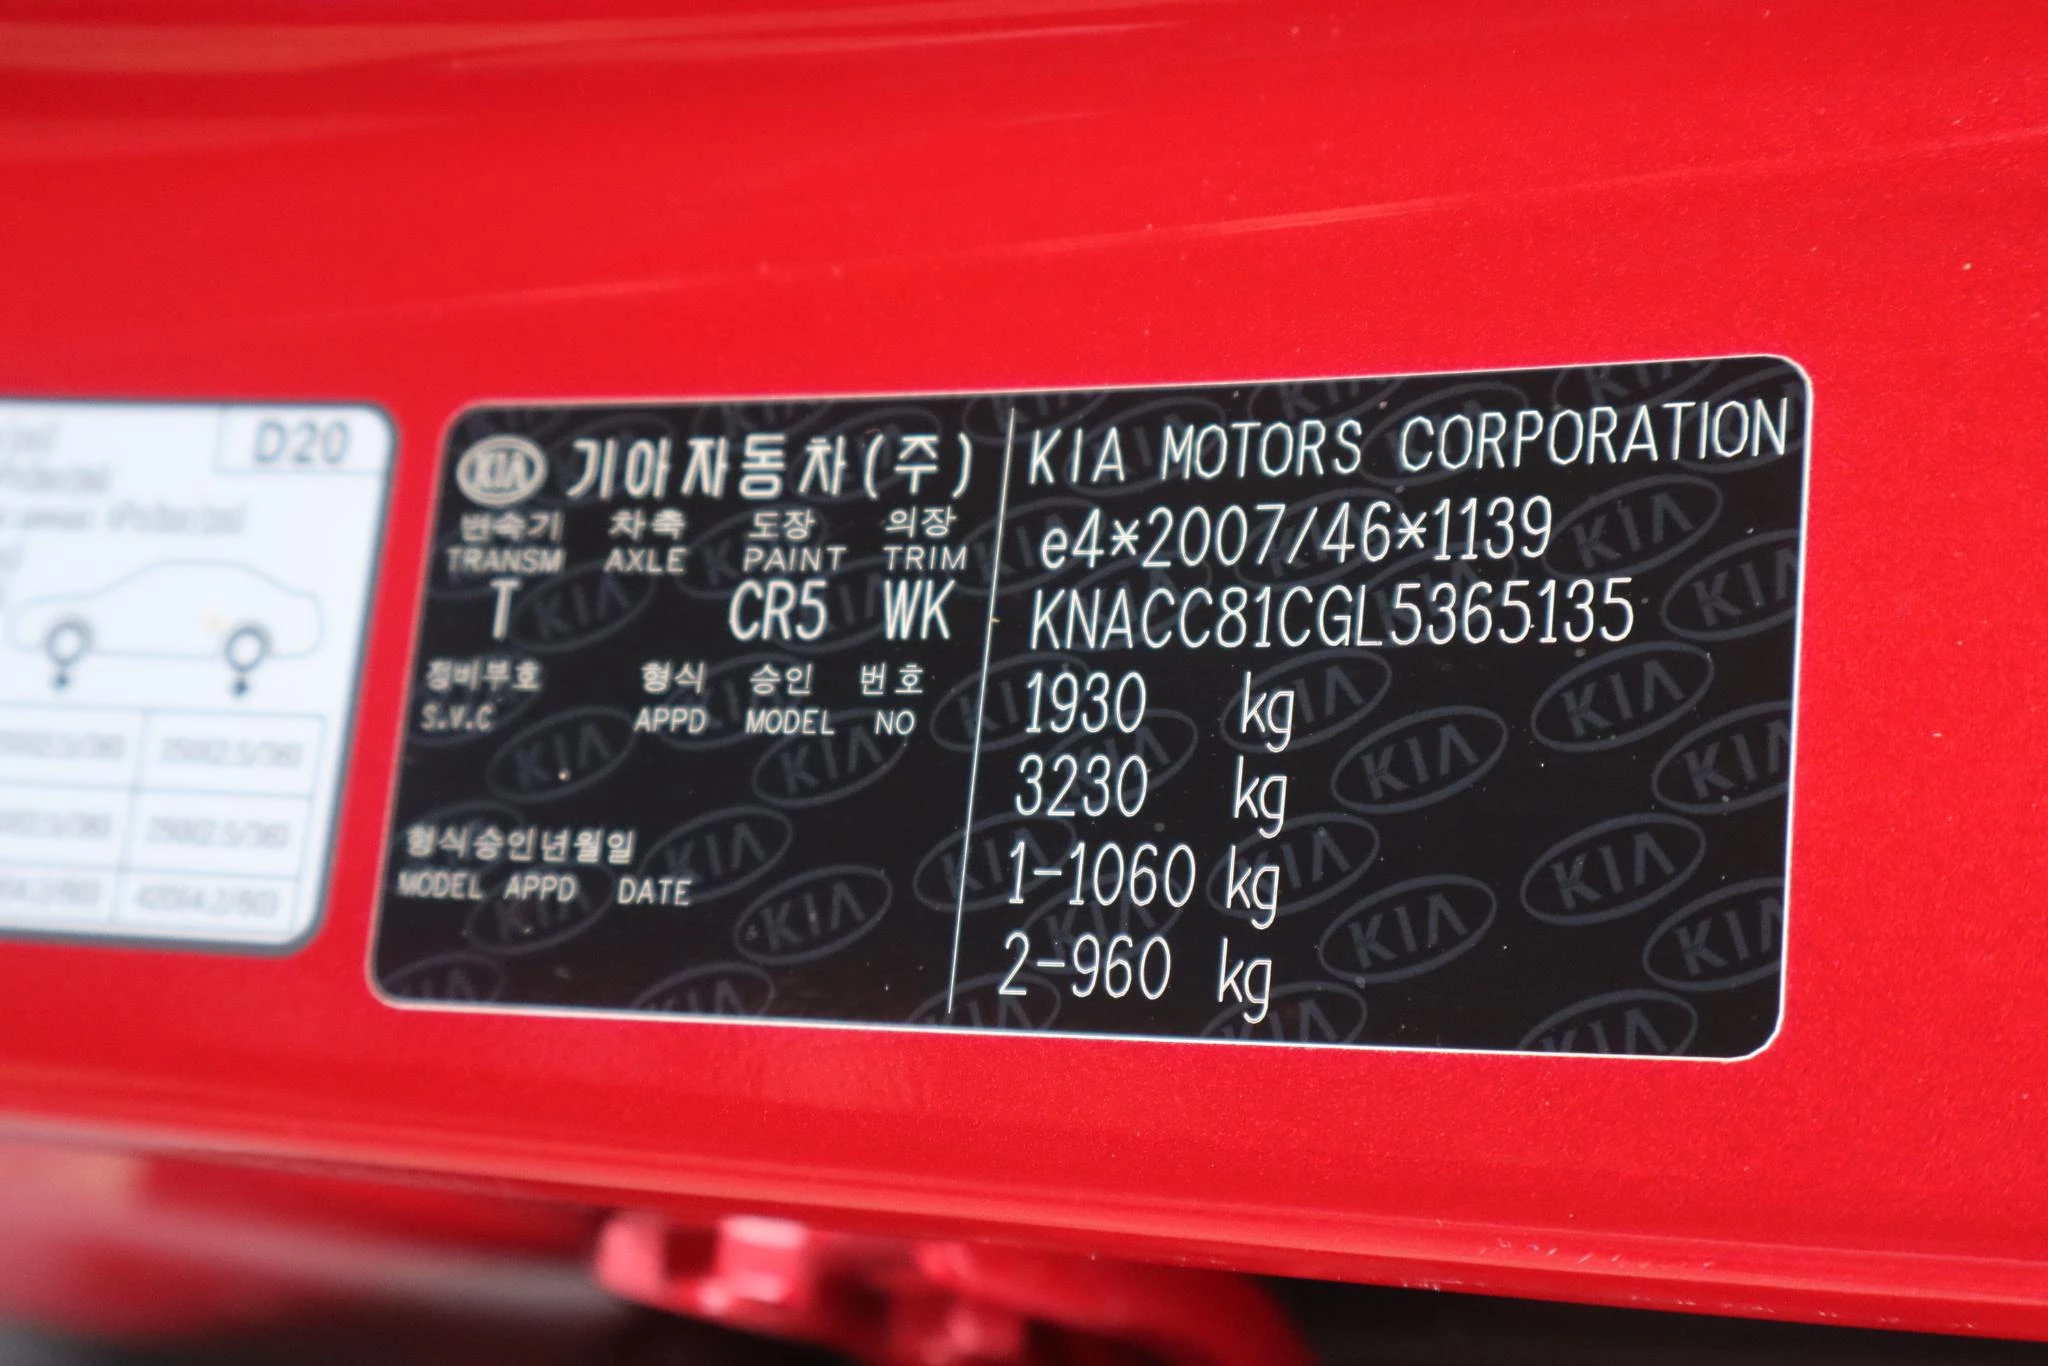 D20
KIA 기아자동차(주)
변속기 차축 도장 의장
TRANSM AXLE PAINT TRIM
T CR5 WK
정비부호 형식 승인 번호
S.V.C APPD MODEL NO
형식승인년월일
MODEL APPD DATE
KIA MOTORS CORPORATION
e4*2007/46*1139
KNACC81CGL5365135
1930 kg
3230 kg
1-1060 kg
2-960 kg